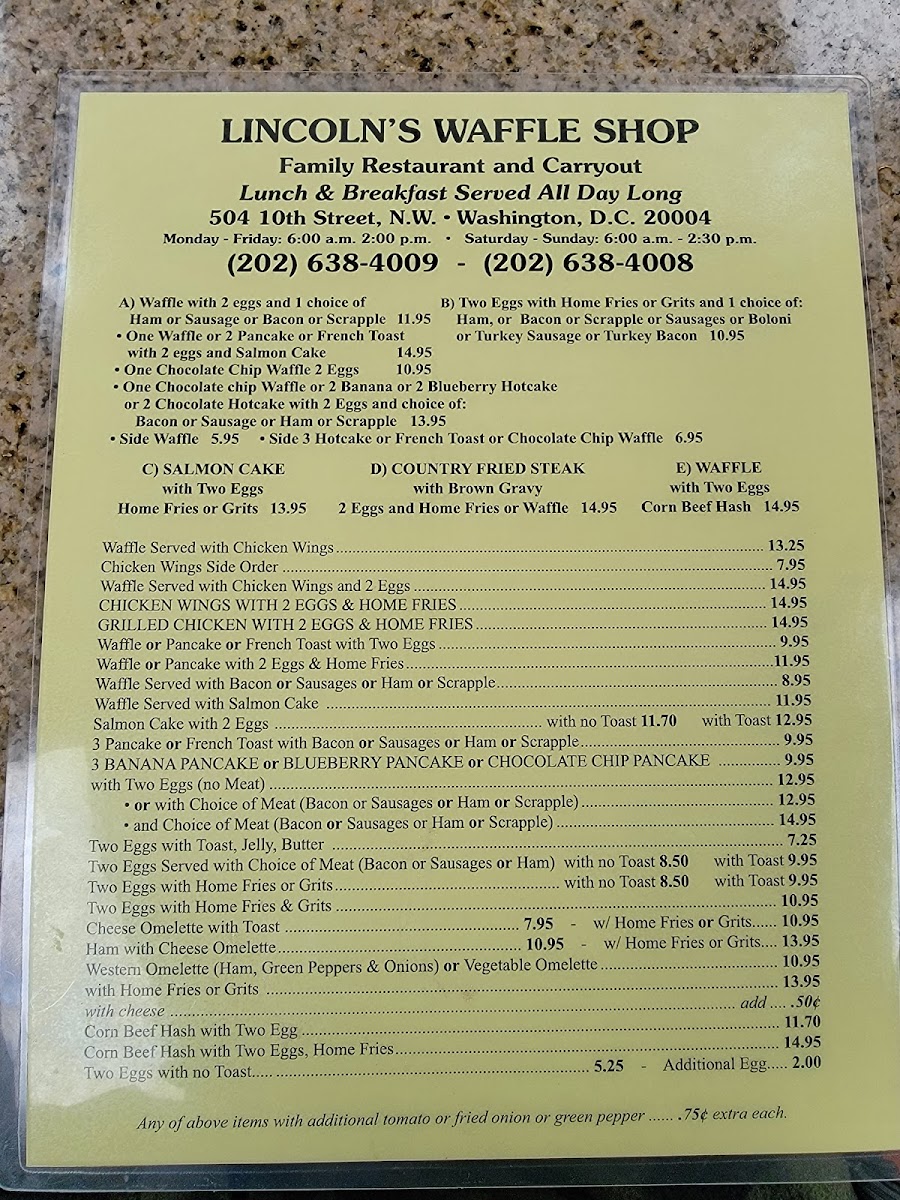 LINCOLN'S WAFFLE SHOP
Family Restaurant and Carryout
Lunch & Breakfast Served All Day Long
504 10th Street, N.W. • Washington, D.C. 20004
Monday - Friday: 6:00 a.m. 2:00 p.m. • Saturday - Sunday: 6:00 a.m. - 2:30 p.m.
(202) 638-4009 - (202) 638-4008
A) Waffle with 2 eggs and 1 choice of
Ham or Sausage or Bacon or Scrapple 11.95
• One Waffle or 2 Pancake or French Toast
with 2 eggs and Salmon Cake 14.95
• One Chocolate Chip Waffle 2 Eggs 10.95
• One Chocolate chip Waffle or 2 Banana or 2 Blueberry Hotcake
or 2 Chocolate Hotcake with 2 Eggs and choice of:
Bacon or Sausage or Ham or Scrapple 13.95
• Side Waffle 5.95 • Side 3 Hotcake or French Toast or Chocolate Chip Waffle 6.95
B) Two Eggs with Home Fries or Grits and 1 choice of:
Ham, or Bacon or Scrapple or Sausages or Boloni
or Turkey Sausage or Turkey Bacon 10.95
C) SALMON CAKE
with Two Eggs
Home Fries or Grits 13.95
D) COUNTRY FRIED STEAK
with Brown Gravy
2 Eggs and Home Fries or Waffle 14.95
E) WAFFLE
with Two Eggs
Corn Beef Hash 14.95
Waffle Served with Chicken Wings 13.25
Chicken Wings Side Order 7.95
Waffle Served with Chicken Wings and 2 Eggs 14.95
CHICKEN WINGS WITH 2 EGGS & HOME FRIES 14.95
GRILLED CHICKEN WITH 2 EGGS & HOME FRIES 14.95
Waffle or Pancake or French Toast with Two Eggs 9.95
Waffle or Pancake with 2 Eggs & Home Fries 11.95
Waffle Served with Bacon or Sausages or Ham or Scrapple 8.95
Waffle Served with Salmon Cake 11.95
Salmon Cake with 2 Eggs with no Toast 11.70 with Toast 12.95
3 Pancake or French Toast with Bacon or Sausages or Ham or Scrapple 9.95
3 BANANA PANCAKE or BLUEBERRY PANCAKE or CHOCOLATE CHIP PANCAKE 9.95
with Two Eggs (no Meat) 12.95
• or with Choice of Meat (Bacon or Sausages or Ham or Scrapple) 12.95
• and Choice of Meat (Bacon or Sausages or Ham or Scrapple) 14.95
Two Eggs with Toast, Jelly, Butter 7.25
Two Eggs Served with Choice of Meat (Bacon or Sausages or Ham) with no Toast 8.50 with Toast 9.95
Two Eggs with Home Fries or Grits with no Toast 8.50 with Toast 9.95
Two Eggs with Home Fries & Grits 10.95
Cheese Omelette with Toast 7.95 - w/ Home Fries or Grits 10.95
Ham with Cheese Omelette 10.95 - w/ Home Fries or Grits 13.95
Western Omelette (Ham, Green Peppers & Onions) or Vegetable Omelette 10.95
with Home Fries or Grits 13.95
with cheese add .50¢
Corn Beef Hash with Two Egg 11.70
Corn Beef Hash with Two Eggs, Home Fries 14.95
Two Eggs with no Toast 5.25 - Additional Egg 2.00
Any of above items with additional tomato or fried onion or green pepper ...... .75¢ extra each.